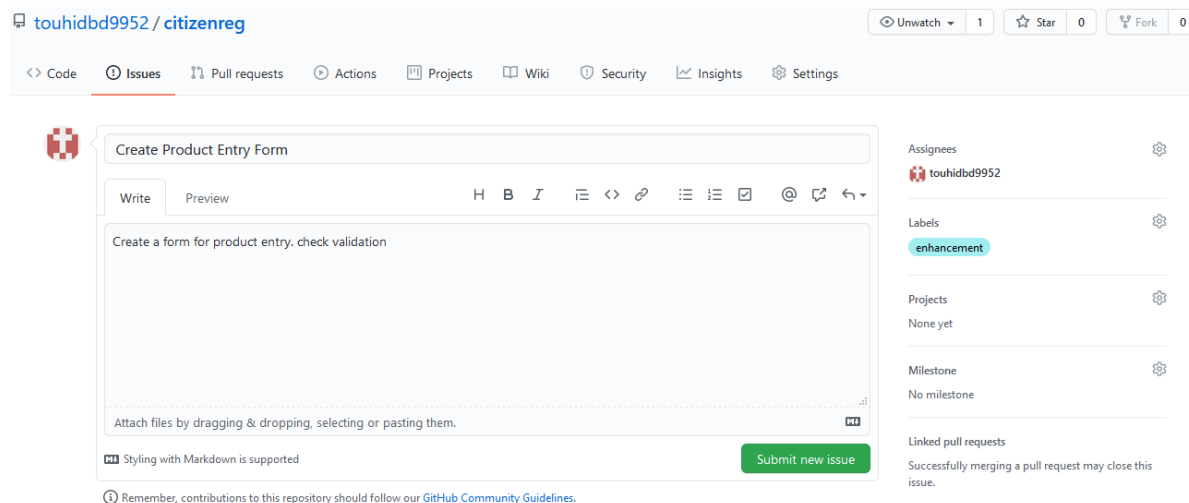 touhidbd9952 / citizenreg
Unwatch 1 Star 0 Fork 0
Code Issues Pull requests Actions Projects Wiki Security Insights Settings
Create Product Entry Form
Assignees
touhidbd9952
Write Preview
Labels
enhancement
Create a form for product entry. check validation
Projects
None yet
Milestone
No milestone
Attach files by dragging & dropping, selecting or pasting them.
Linked pull requests
Styling with Markdown is supported
Submit new issue
Successfully merging a pull request may close this
issue.
Remember, contributions to this repository should follow our GitHub Community Guidelines.